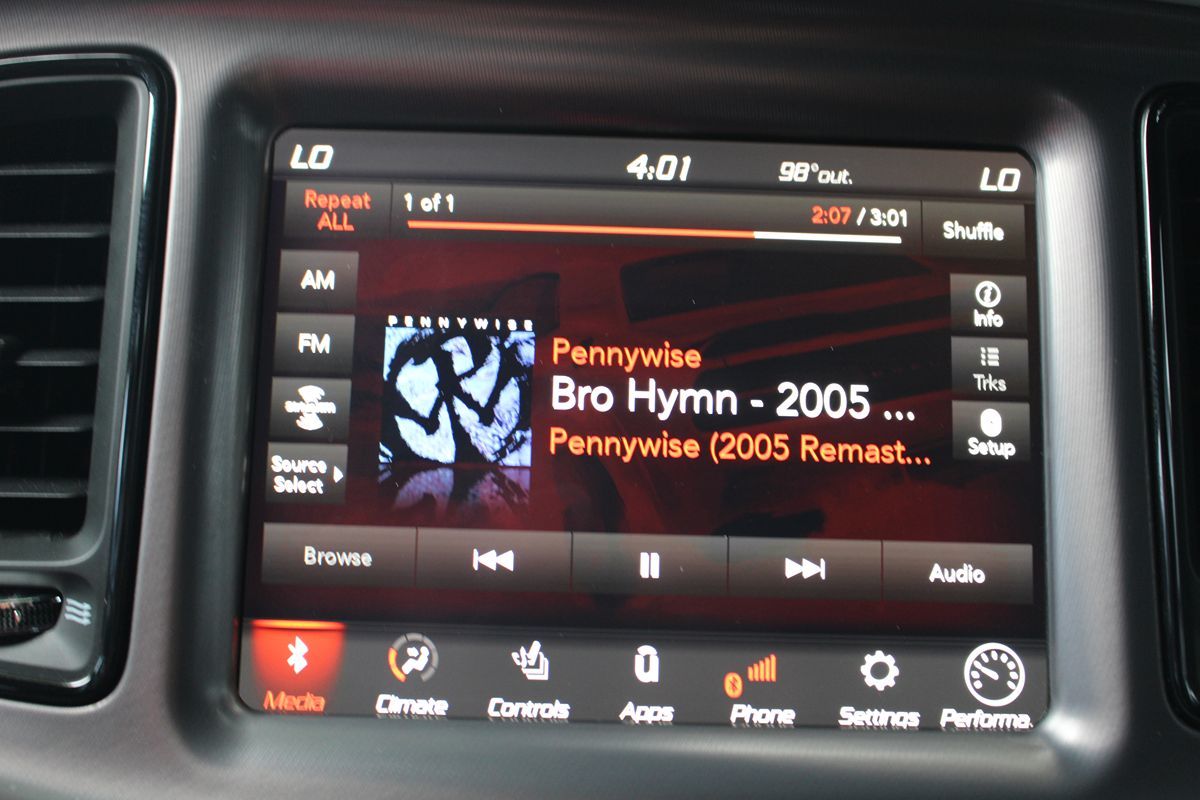 LO 4:01 98°out. LO
Repeat
ALL
1 of 1
2:07 / 3:01
Shuffle
AM
FM
Source
Select
PENNYWISE
Pennywise
Bro Hymn - 2005 ...
Pennywise (2005 Remast...
Info
Trks
Setup
Browse
Audio
Media
Climate
Controls
Apps
Phone
Settings
Performa